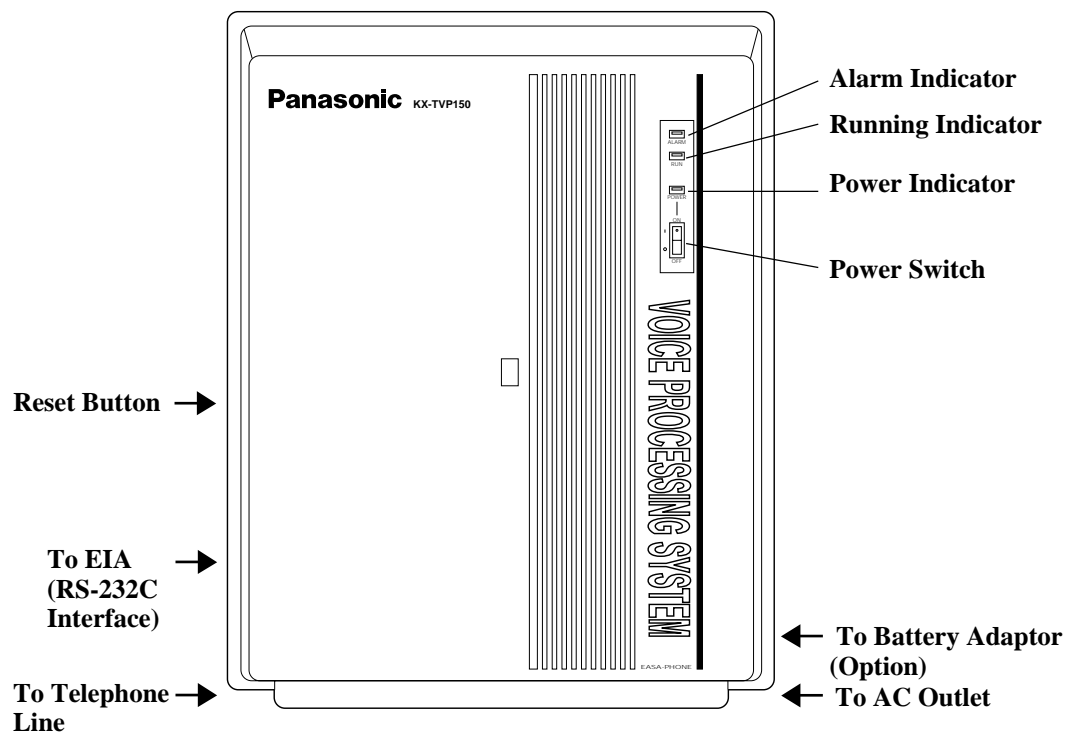 Panasonic KX-TVP150
ALARM
RUN
POWER
ON
I
O
OFF
VOICE PROCESSING SYSTEM
EASA-PHONE
Alarm Indicator
Running Indicator
Power Indicator
Power Switch
Reset Button
To EIA
(RS-232C
Interface)
To Telephone
Line
To Battery Adaptor
(Option)
To AC Outlet